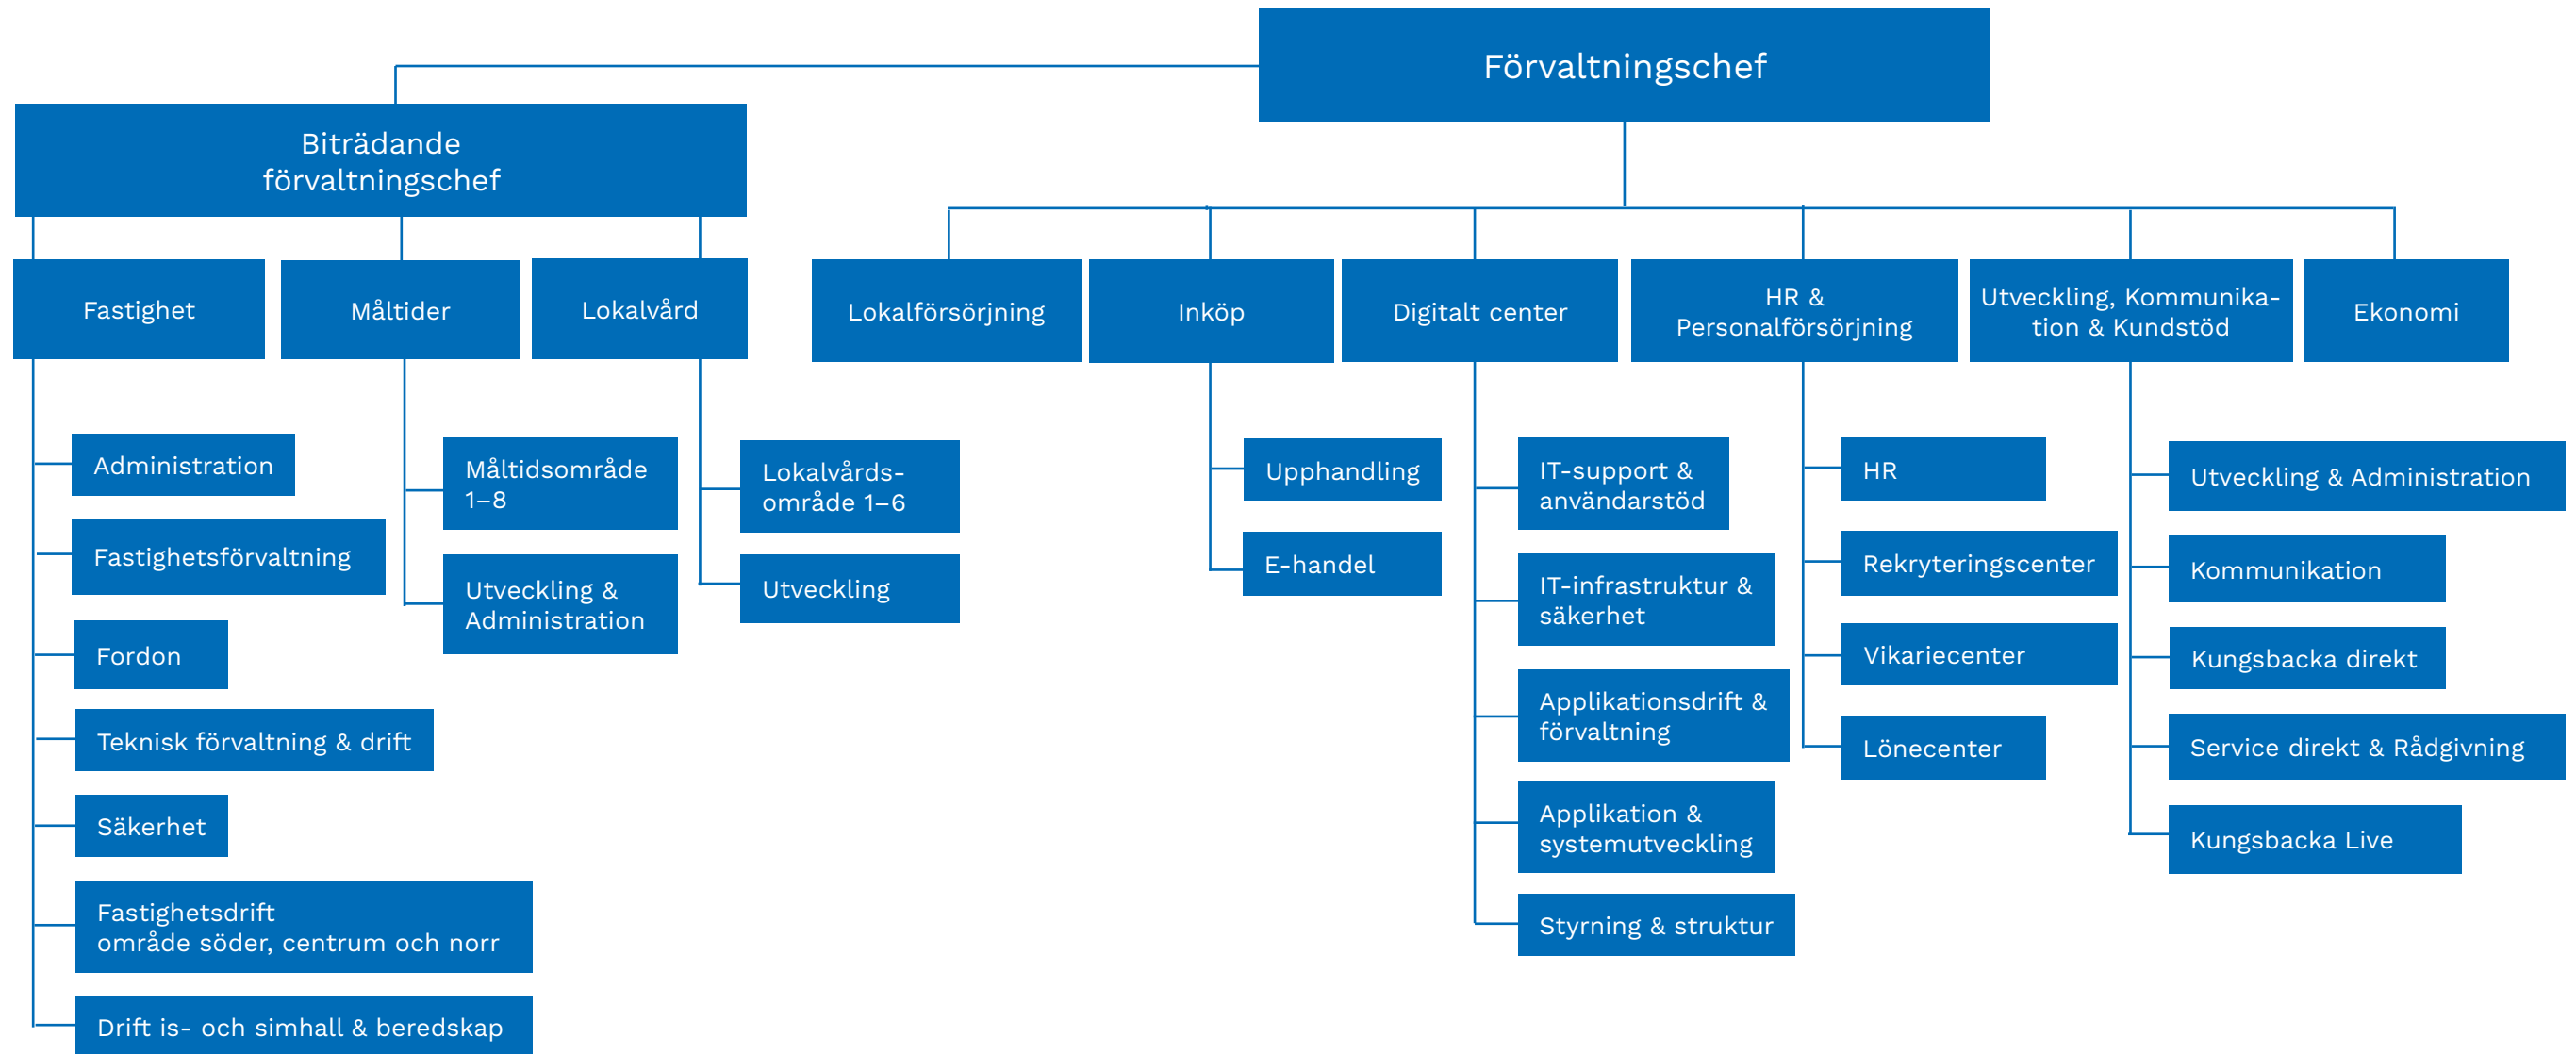 Förvaltningschef
Biträdande
förvaltningschef
Fastighet
Måltider
Lokalvård
Lokalförsörjning
Inköp
Digitalt center
HR &
Personalförsörjning
Utveckling, Kommunika-
tion & Kundstöd
Ekonomi
Administration
Fastighetsförvaltning
Fordon
Teknisk förvaltning & drift
Säkerhet
Fastighetsdrift
område söder, centrum och norr
Drift is- och simhall & beredskap
Måltidsområde
1–8
Utveckling &
Administration
Lokalvårds-
område 1–6
Utveckling
Upphandling
E-handel
IT-support &
användarstöd
IT-infrastruktur &
säkerhet
Applikationsdrift &
förvaltning
Applikation &
systemutveckling
Styrning & struktur
HR
Rekryteringscenter
Vikariecenter
Lönecenter
Utveckling & Administration
Kommunikation
Kungsbacka direkt
Service direkt & Rådgivning
Kungsbacka Live